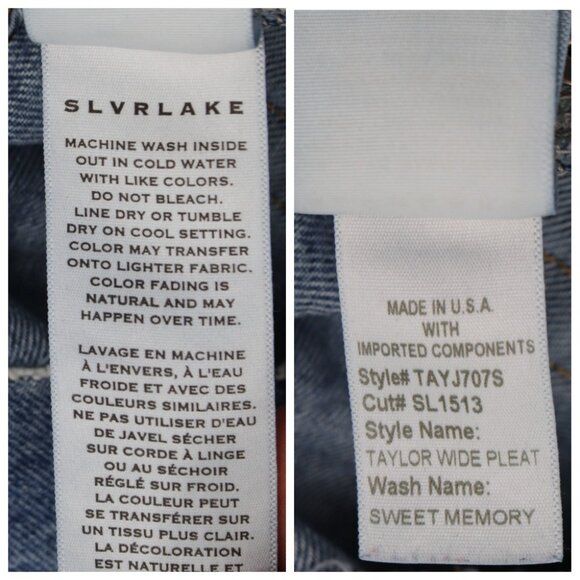 SLVRLAKE
MACHINE WASH INSIDE
OUT IN COLD WATER
WITH LIKE COLORS.
DO NOT BLEACH.
LINE DRY OR TUMBLE
DRY ON COOL SETTING.
COLOR MAY TRANSFER
ONTO LIGHTER FABRIC.
COLOR FADING IS
NATURAL AND MAY
HAPPEN OVER TIME.
LAVAGE EN MACHINE
À L'ENVERS, À L'EAU
FROIDE ET AVEC DES
COULEURS SIMILAIRES.
NE PAS UTILISER D'EAU
DE JAVEL SÉCHER
SUR CORDE À LINGE
OU AU SÉCHOIR
RÉGLÉ SUR FROID.
LA COULEUR PEUT
SE TRANSFÉRER SUR
UN TISSU PLUS CLAIR.
LA DÉCOLORATION
EST NATURELLE ET
MADE IN U.S.A.
WITH
IMPORTED COMPONENTS
Style# TAYJ707S
Cut# SL1513
Style Name:
TAYLOR WIDE PLEAT
Wash Name:
SWEET MEMORY